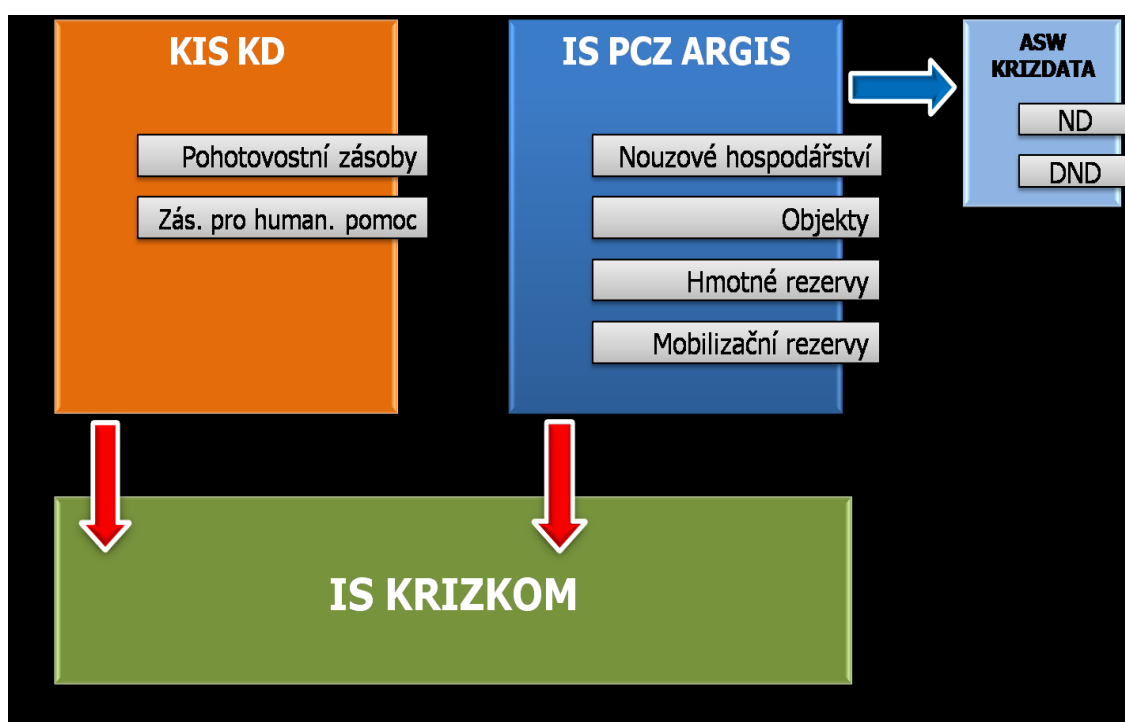 KIS KD
Pohotovostní zásoby
Zás. pro human. pomoc
IS PCZ ARGIS
Nouzové hospodářství
Objekty
Hmotné rezervy
Mobilizační rezervy
ASW
KRIZDATA
ND
DND
IS KRIZKOM